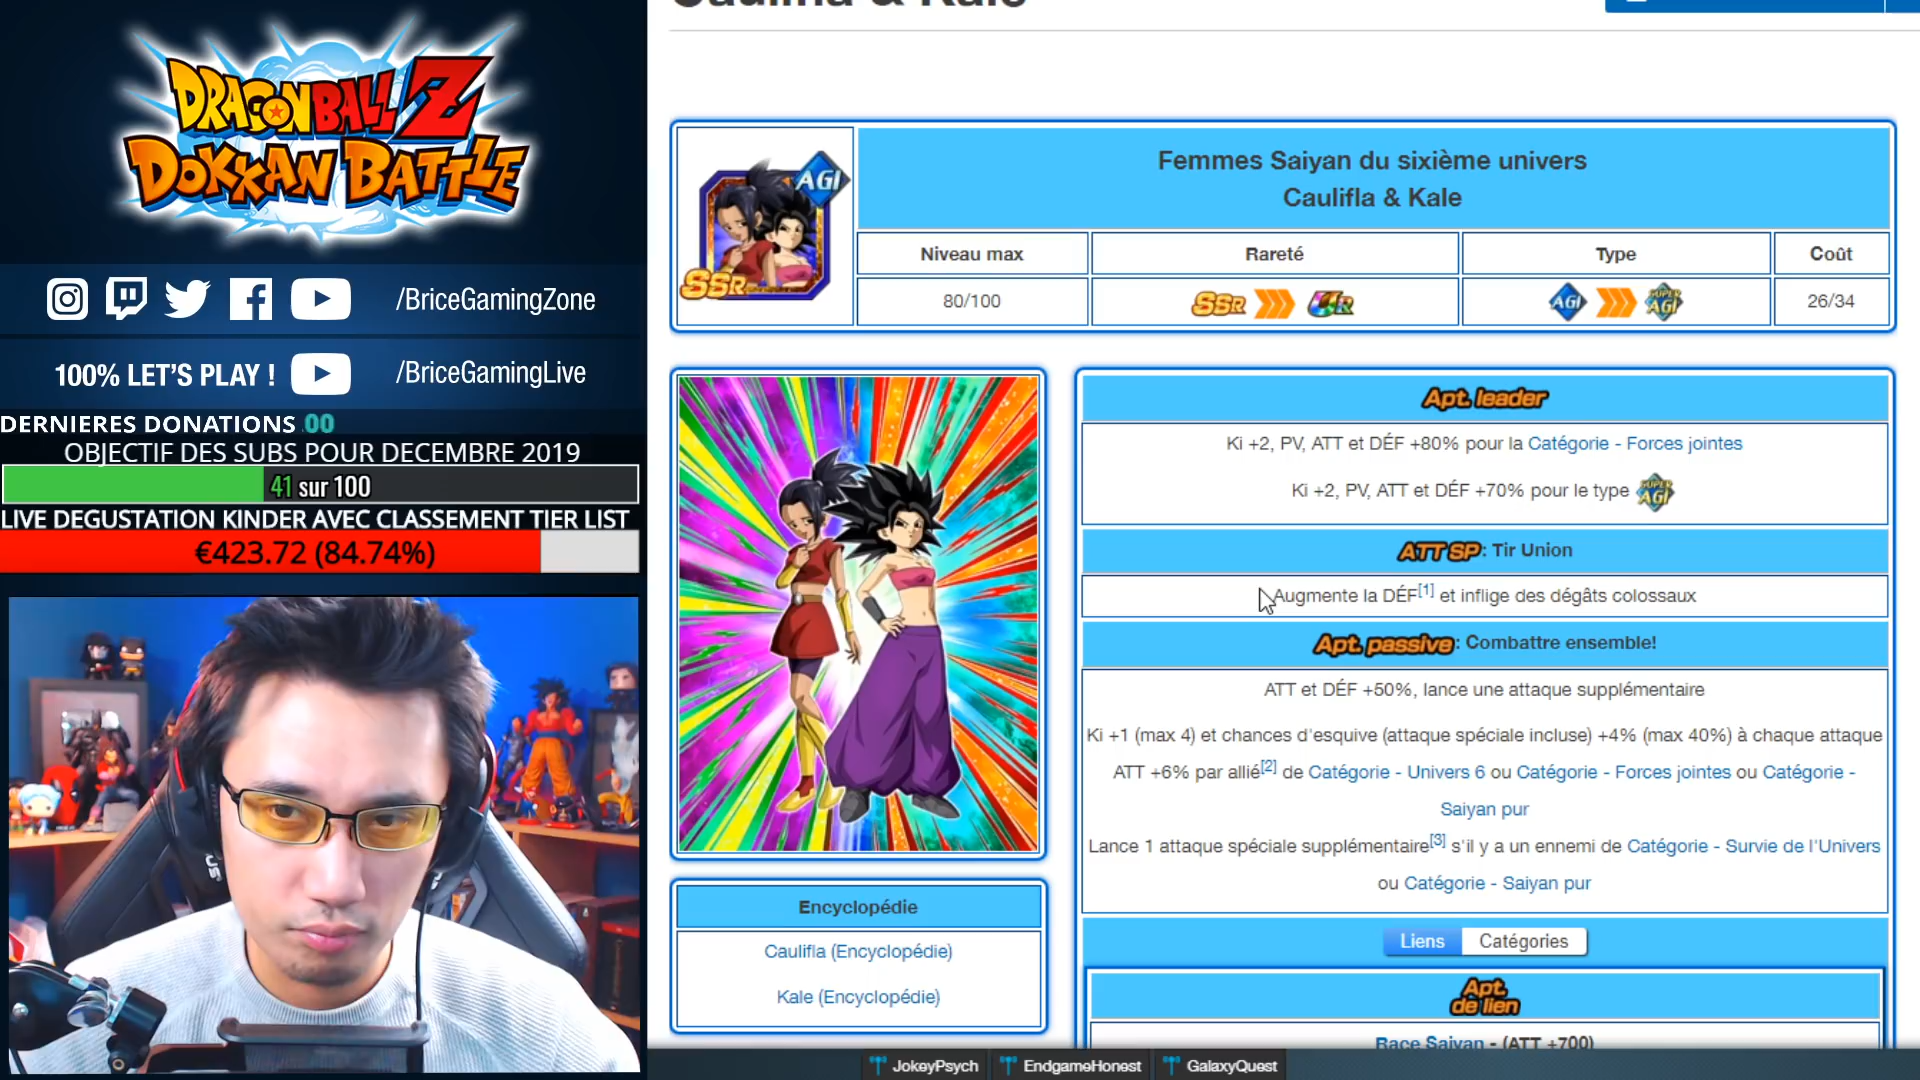 DRAGONBALL Z
DOKKAN BATTLE
/BriceGamingZone
100% LET'S PLAY !
/BriceGamingLive
DERNIERES DONATIONS .00
OBJECTIF DES SUBS POUR DECEMBRE 2019
41 sur 100
LIVE DEGUSTATION KINDER AVEC CLASSEMENT TIER LIST
€423.72 (84.74%)
Caulifla & Kale
AGI
SSR
Femmes Saiyan du sixième univers
Caulifla & Kale
Niveau max
Rareté
Type
Coût
80/100
SSR UR
AGI SUPER AGI
26/34
Apt. leader
Ki +2, PV, ATT et DÉF +80% pour la Catégorie - Forces jointes
Ki +2, PV, ATT et DÉF +70% pour le type SUPER AGI
ATT SP: Tir Union
Augmente la DÉF[1] et inflige des dégâts colossaux
Apt. passive: Combattre ensemble!
ATT et DÉF +50%, lance une attaque supplémentaire
Ki +1 (max 4) et chances d'esquive (attaque spéciale incluse) +4% (max 40%) à chaque attaque
ATT +6% par allié[2] de Catégorie - Univers 6 ou Catégorie - Forces jointes ou Catégorie -
Saiyan pur
Lance 1 attaque spéciale supplémentaire[3] s'il y a un ennemi de Catégorie - Survie de l'Univers
ou Catégorie - Saiyan pur
Liens Catégories
Apt.
de lien
Race Saiyan - (ATT +700)
Encyclopédie
Caulifla (Encyclopédie)
Kale (Encyclopédie)
JokeyPsych EndgameHonest GalaxyQuest